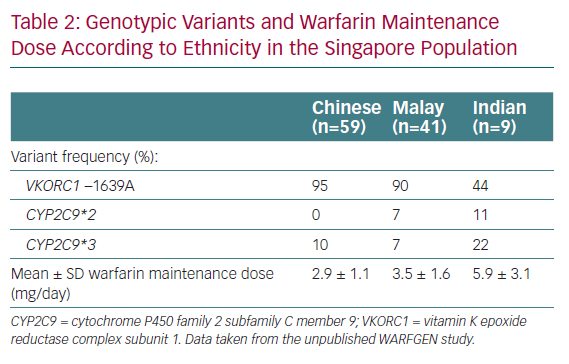 Table 2: Genotypic Variants and Warfarin Maintenance
Dose According to Ethnicity in the Singapore Population
Chinese Malay Indian
(n=59) (n=41) (n=9)
Variant frequency (%):
VKORC1 –1639A 95 90 44
CYP2C9*2 0 7 11
CYP2C9*3 10 7 22
Mean ± SD warfarin maintenance dose 2.9 ± 1.1 3.5 ± 1.6 5.9 ± 3.1
(mg/day)
CYP2C9 = cytochrome P450 family 2 subfamily C member 9; VKORC1 = vitamin K epoxide
reductase complex subunit 1. Data taken from the unpublished WARFGEN study.